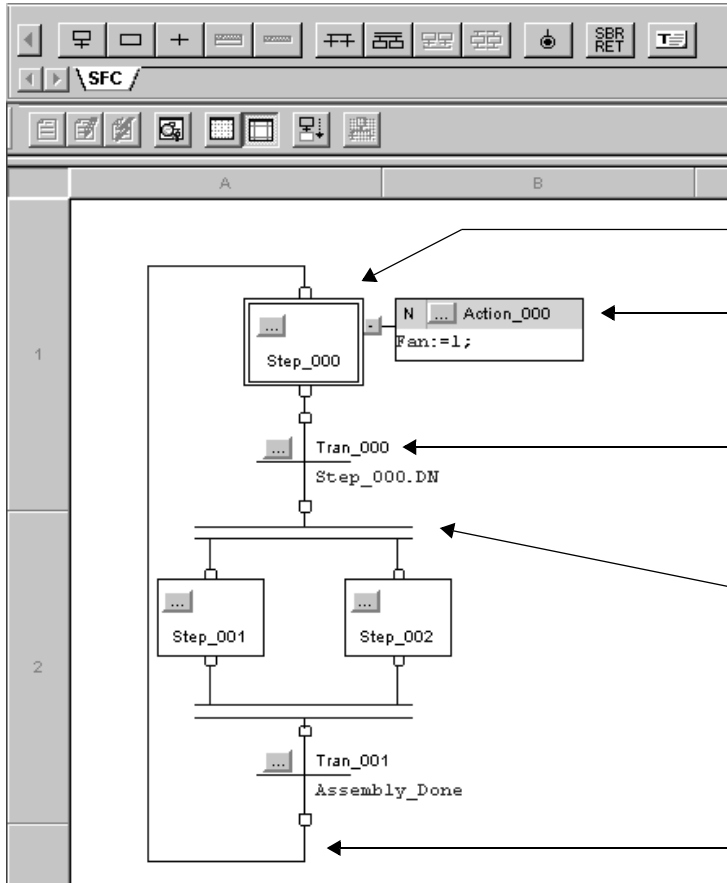 SBR
RET
T
SFC
A B
1
N ... Action_000
Fan:=1;
...
Step_000
-
... Tran_000
Step_000.DN
2
... ...
Step_001 Step_002
... Tran_001
Assembly_Done